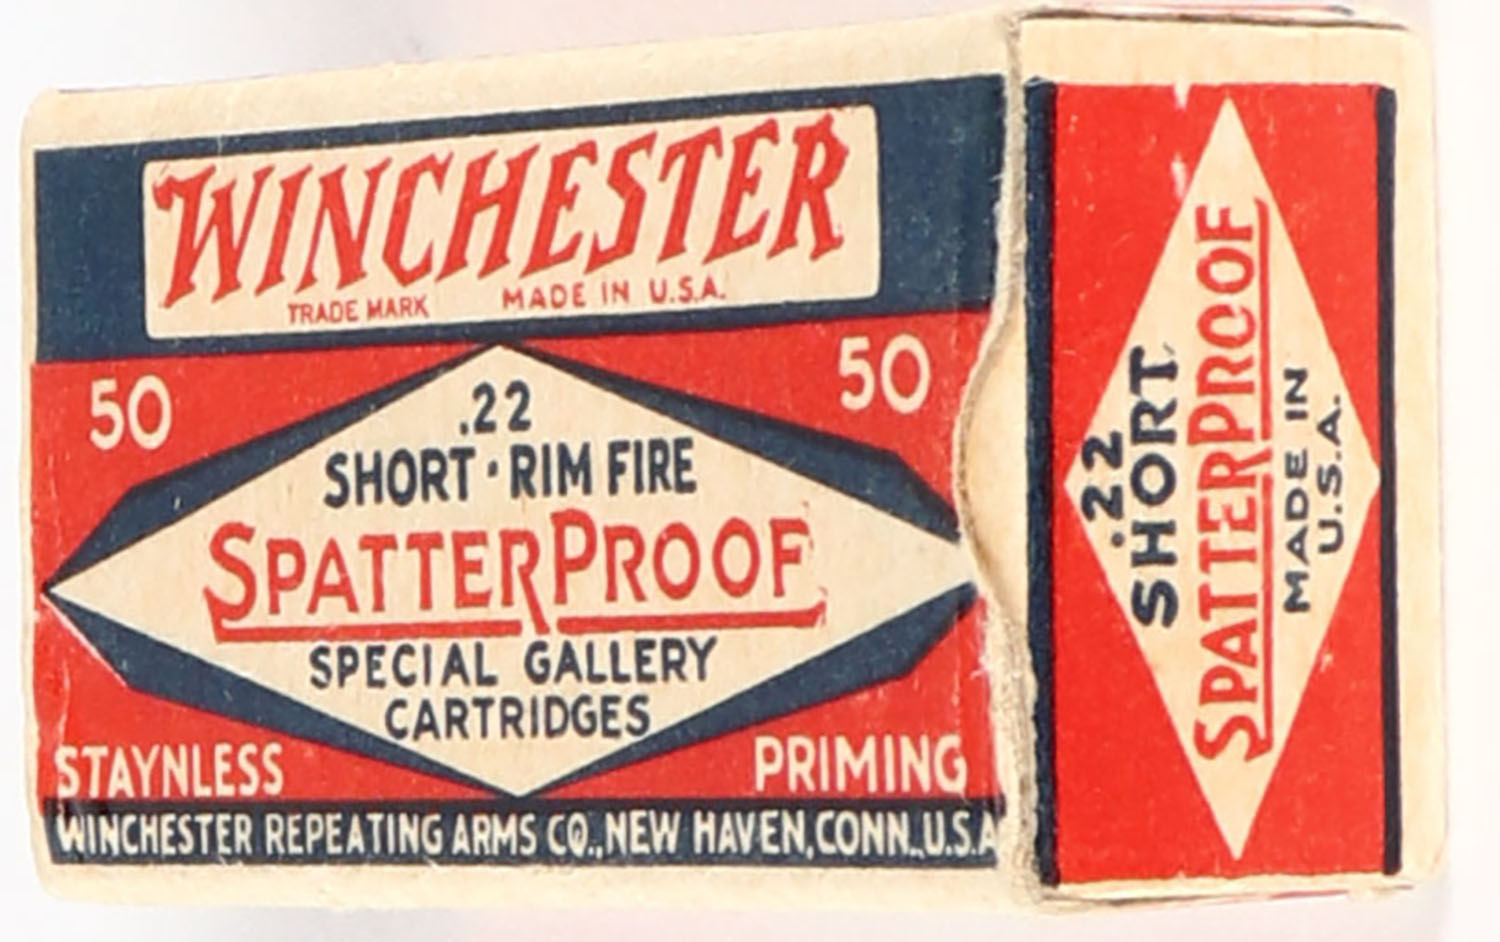 WINCHESTER
TRADE MARK MADE IN U.S.A.
50 50
.22
SHORT · RIM FIRE
SPATTERPROOF
SPECIAL GALLERY
CARTRIDGES
STAYNLESS PRIMING
WINCHESTER REPEATING ARMS CO., NEW HAVEN, CONN., U.S.A
.22
SHORT
SPATTERPROOF
MADE IN
U.S.A.